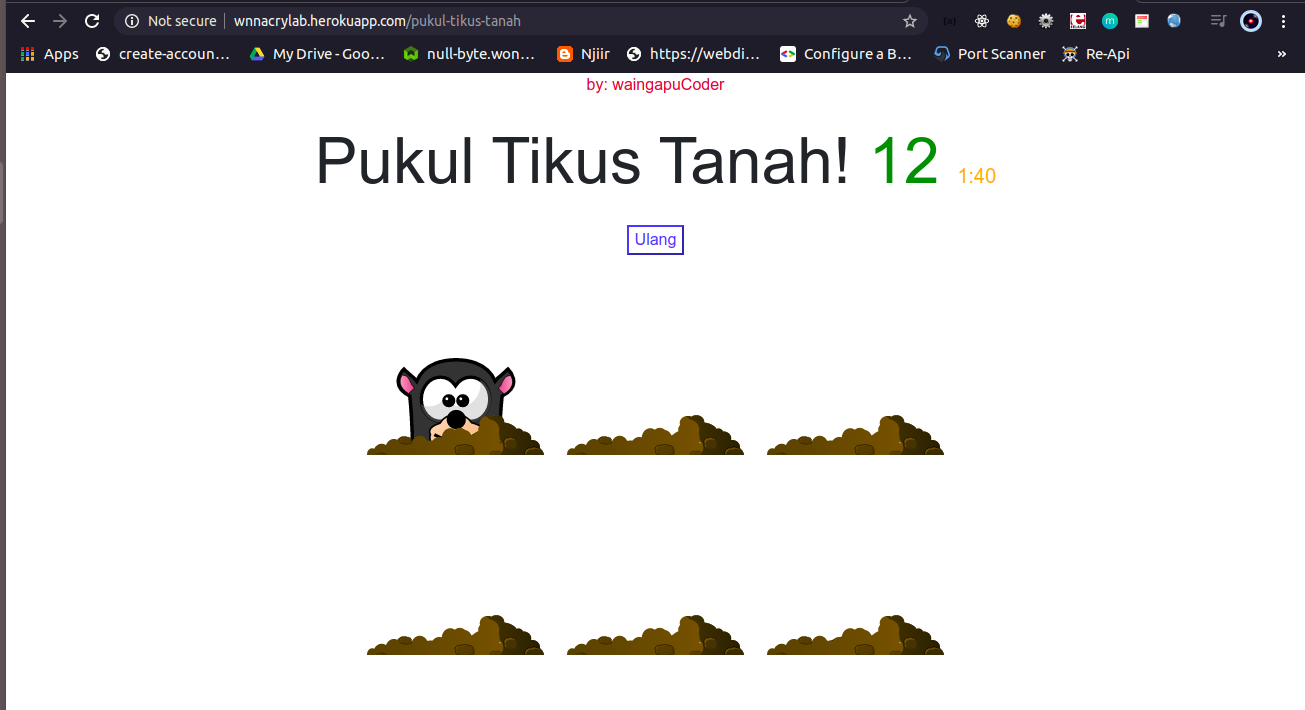 Not secure wnnacrylab.herokuapp.com/pukul-tikus-tanah
Apps create-accoun... My Drive - Goo... null-byte.won... Njiir https://webdi... Configure a B... Port Scanner Re-Api »
by: waingapuCoder
Pukul Tikus Tanah! 12 1:40
Ulang